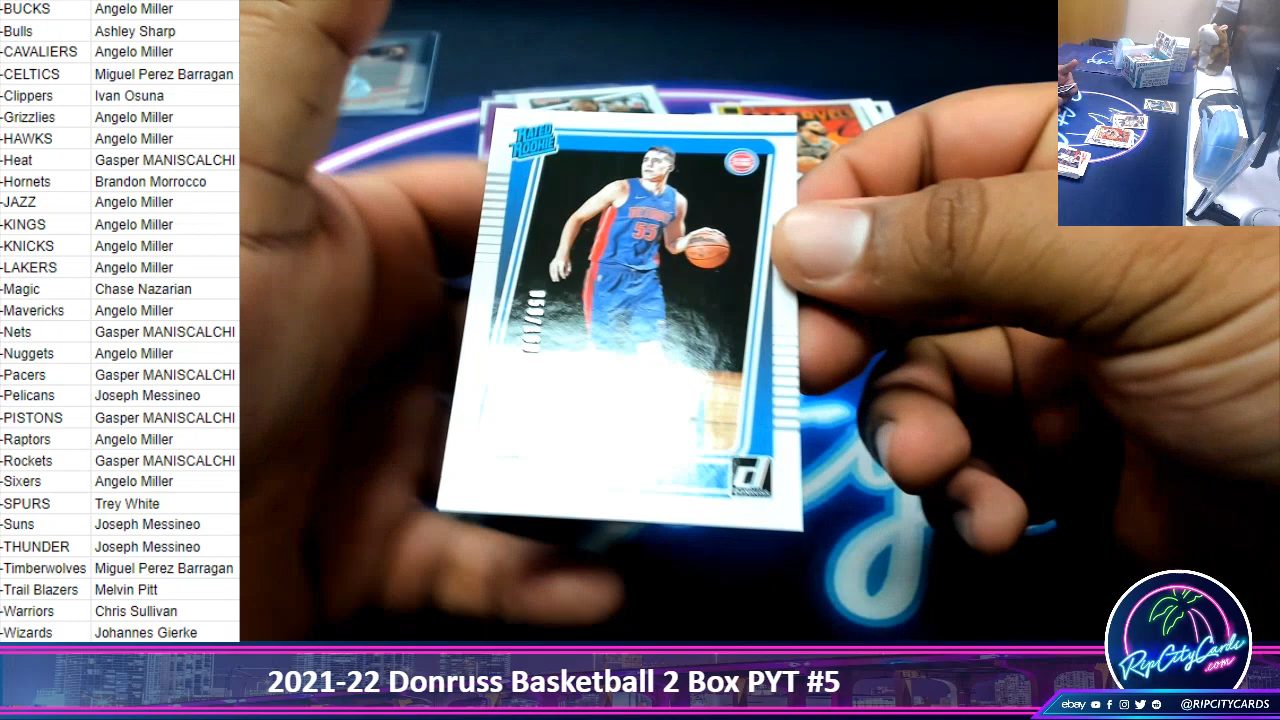 -BUCKS Angelo Miller
-Bulls Ashley Sharp
-CAVALIERS Angelo Miller
-CELTICS Miguel Perez Barragan
-Clippers Ivan Osuna
-Grizzlies Angelo Miller
-HAWKS Angelo Miller
-Heat Gasper MANISCALCHI
-Hornets Brandon Morrocco
-JAZZ Angelo Miller
-KINGS Angelo Miller
-KNICKS Angelo Miller
-LAKERS Angelo Miller
-Magic Chase Nazarian
-Mavericks Angelo Miller
-Nets Gasper MANISCALCHI
-Nuggets Angelo Miller
-Pacers Gasper MANISCALCHI
-Pelicans Joseph Messineo
-PISTONS Gasper MANISCALCHI
-Raptors Angelo Miller
-Rockets Gasper MANISCALCHI
-Sixers Angelo Miller
-SPURS Trey White
-Suns Joseph Messineo
-THUNDER Joseph Messineo
-Timberwolves Miguel Perez Barragan
-Trail Blazers Melvin Pitt
-Warriors Chris Sullivan
-Wizards Johannes Gierke
RATED
ROOKIE
DETROIT
55
RipCityCards
.com
2021-22 Donruss Basketball 2 Box PYT #5
ebay @RIPCITYCARDS